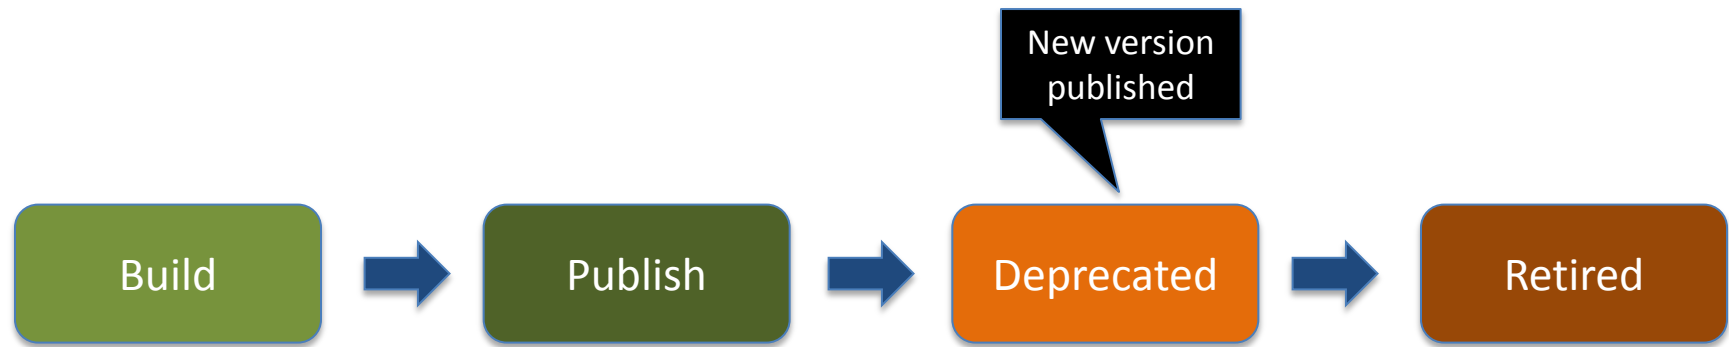 New version
published
Build
Publish
Deprecated
Retired